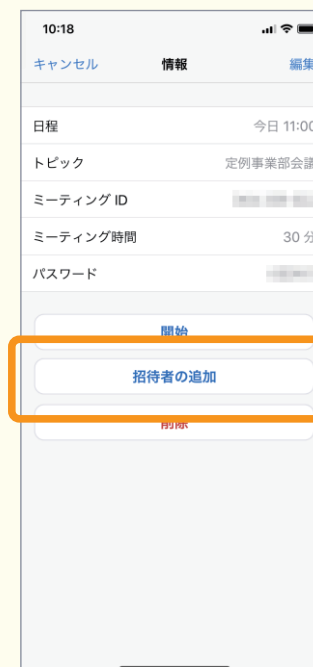 10:18
キャンセル 情報 編集
日程 今日 11:00
トピック 定例事業部会議
ミーティング ID
ミーティング時間 30 分
パスワード
開始
招待者の追加
削除